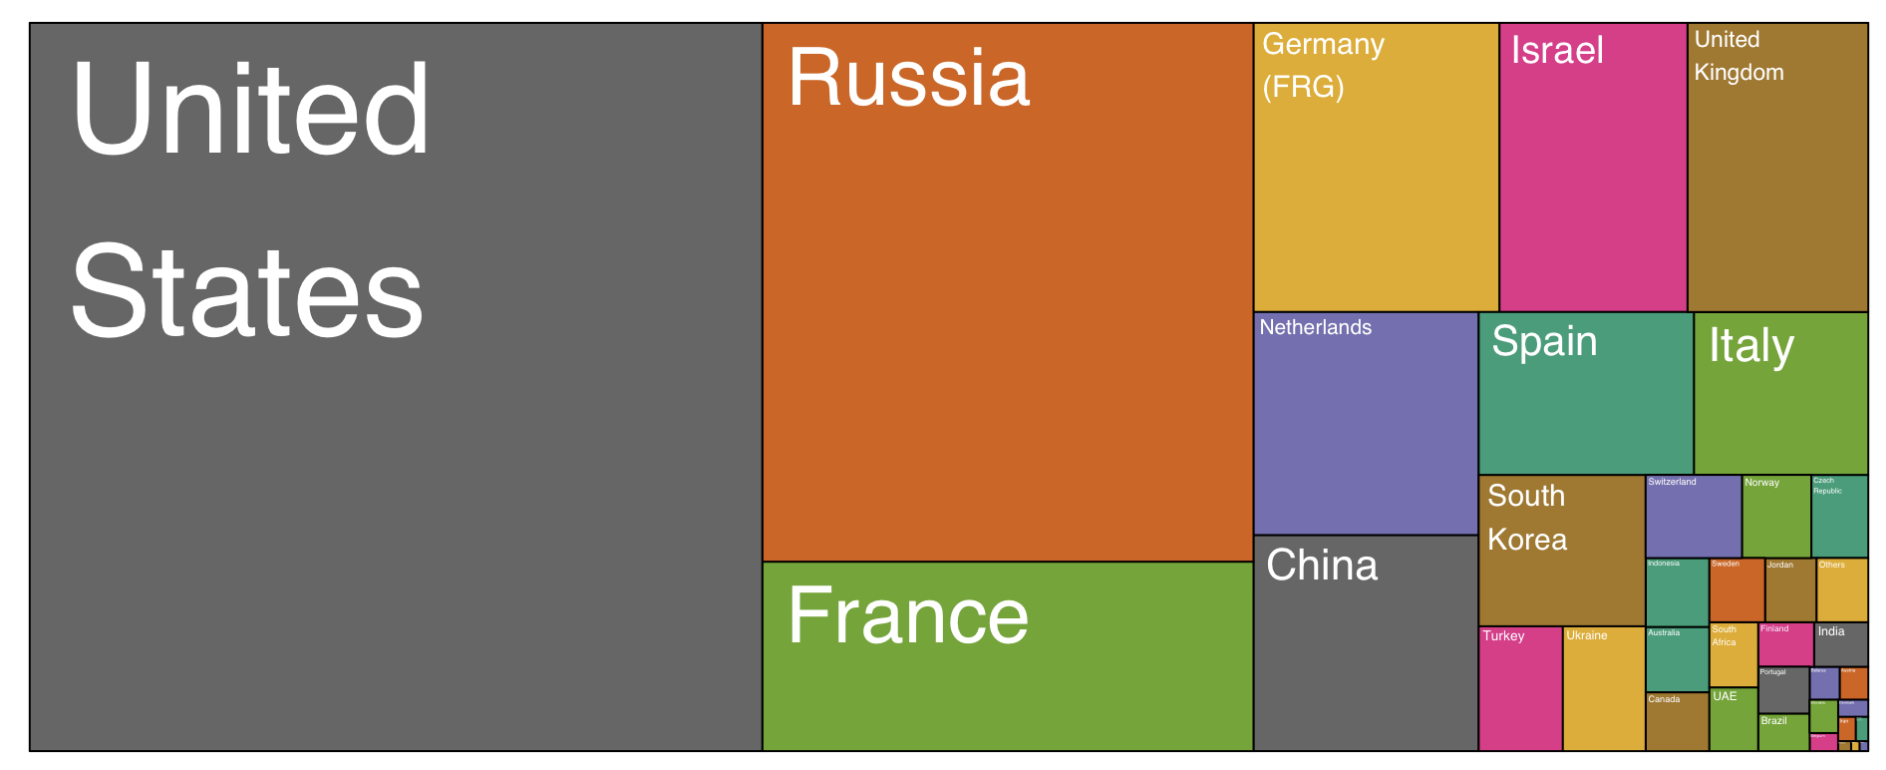 United
States
Russia
France
Germany
(FRG)
Israel
United
Kingdom
Netherlands
Spain
Italy
China
South
Korea
Switzerland
Norway
Czech
Republic
Indonesia
Sweden
Jordan
Others
Turkey
Ukraine
Australia
South
Africa
Finland
India
Canada
UAE
Portugal
Brazil